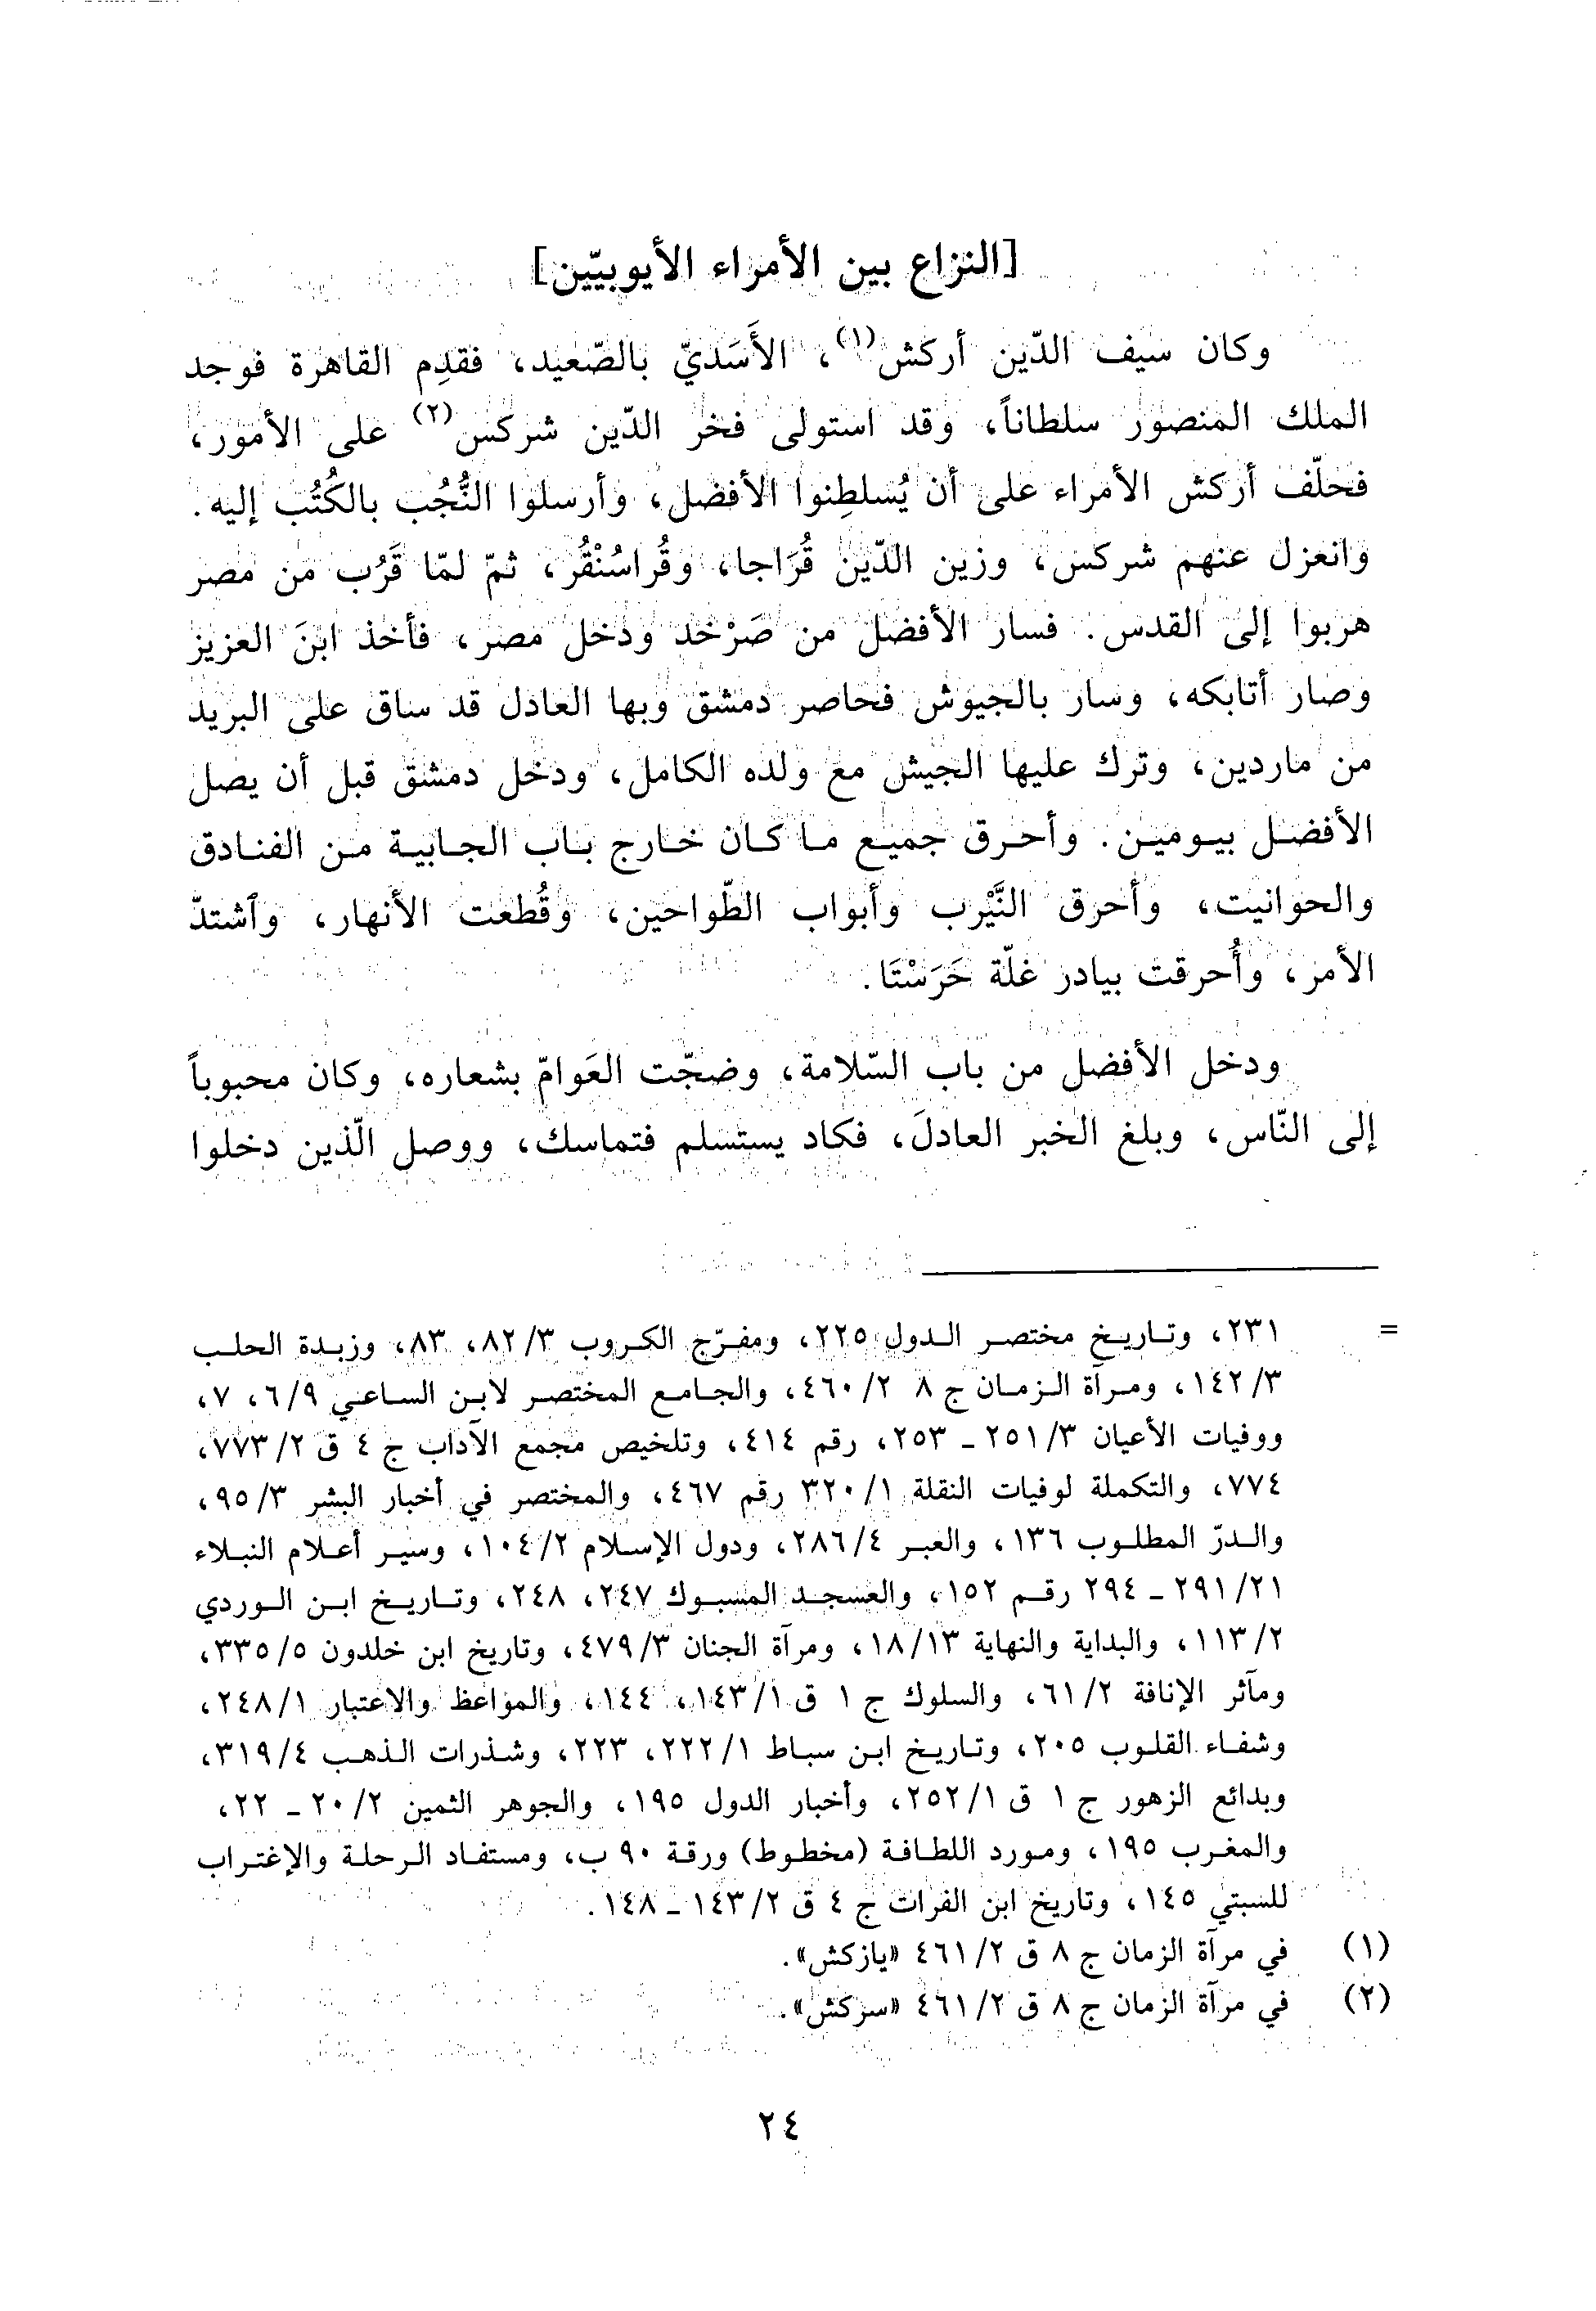 [النزاع بين الأمراء الأيوبيّين]
وكان سيف الدّين أركش(١)، الأَسَديّ بالصّعيد، فقدِم القاهرة فوجد
الملك المنصور سلطاناً، وقد استولى فخر الدّين شركس(٢) على الأمور،
فحلّف أركش الأمراء على أن يُسلطِنوا الأفضل، وأرسلوا النُّجُب بالكُتُب إليه.
وانعزل عنهم شركس، وزين الدّين قُرَاجا، وقُراسُنْقُر، ثمّ لمّا قَرُب من مصر
هربوا إلى القدس. فسار الأفضل من صَرْخد ودخل مصر، فأخذ ابنَ العزيز
وصار أتابكه، وسار بالجيوش فحاصر دمشق وبها العادل قد ساق على البريد
من ماردين، وترك عليها الجيش مع ولده الكامل، ودخل دمشق قبل أن يصل
الأفضل بيومين. وأحرق جميع ما كان خارج باب الجابية من الفنادق
والحوانيت، وأحرق النَّيْرب وأبواب الطّواحين، وقُطعت الأنهار، وٱشتدّ
الأمر، وأُحرقت بيادر غلّة حَرَسْتَا.
ودخل الأفضل من باب السّلامة، وضجّت العَوامّ بشعاره، وكان محبوباً
إلى النّاس، وبلغ الخبر العادلَ، فكاد يستسلم فتماسك، ووصل الّذين دخلوا
= ٢٣١، وتاريخ مختصر الدول ٢٢٥، ومفرّج الكروب ٣/ ٨٢، ٨٣، وزبدة الحلب
٣/ ١٤٢، ومرآة الزمان ج ٨ ٢/ ٤٦٠، والجامع المختصر لابن الساعي ٩/ ٦، ٧،
ووفيات الأعيان ٣/ ٢٥١ ـ ٢٥٣، رقم ٤١٤، وتلخيص مجمع الآداب ج ٤ ق ٢/ ٧٧٣،
٧٧٤، والتكملة لوفيات النقلة ١/ ٣٢٠ رقم ٤٦٧، والمختصر في أخبار البشر ٣/ ٩٥،
والدرّ المطلوب ١٣٦، والعبر ٤/ ٢٨٦، ودول الإسلام ٢/ ١٠٤، وسير أعلام النبلاء
٢١/ ٢٩١ ـ ٢٩٤ رقم ١٥٢، والعسجد المسبوك ٢٤٧، ٢٤٨، وتاريخ ابن الوردي
٢/ ١١٣، والبداية والنهاية ١٣/ ١٨، ومرآة الجنان ٣/ ٤٧٩، وتاريخ ابن خلدون ٥/ ٣٣٥،
ومآثر الإنافة ٢/ ٦١، والسلوك ج ١ ق ١/ ١٤٣، ١٤٤، والمواعظ والاعتبار ١/ ٢٤٨،
وشفاء القلوب ٢٠٥، وتاريخ ابن سباط ١/ ٢٢٢، ٢٢٣، وشذرات الذهب ٤/ ٣١٩،
وبدائع الزهور ج ١ ق ١/ ٢٥٢، وأخبار الدول ١٩٥، والجوهر الثمين ٢/ ٢٠ ـ ٢٢،
والمغرب ١٩٥، ومورد اللطافة (مخطوط) ورقة ٩٠ ب، ومستفاد الرحلة والإغتراب
للسبتي ١٤٥، وتاريخ ابن الفرات ج ٤ ق ٢/ ١٤٣ ـ ١٤٨.
(١) في مرآة الزمان ج ٨ ق ٢/ ٤٦١ «يازكش».
(٢) في مرآة الزمان ج ٨ ق ٢/ ٤٦١ «سركش».
٢٤